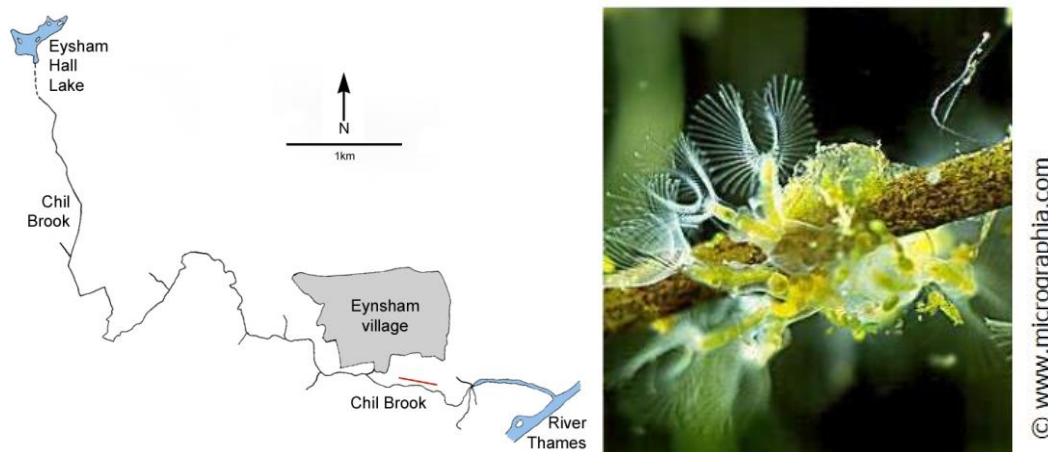 Eysham
Hall
Lake
N
1km
Chil
Brook
Eynsham
village
Chil Brook
River
Thames
© www.micrographia.com